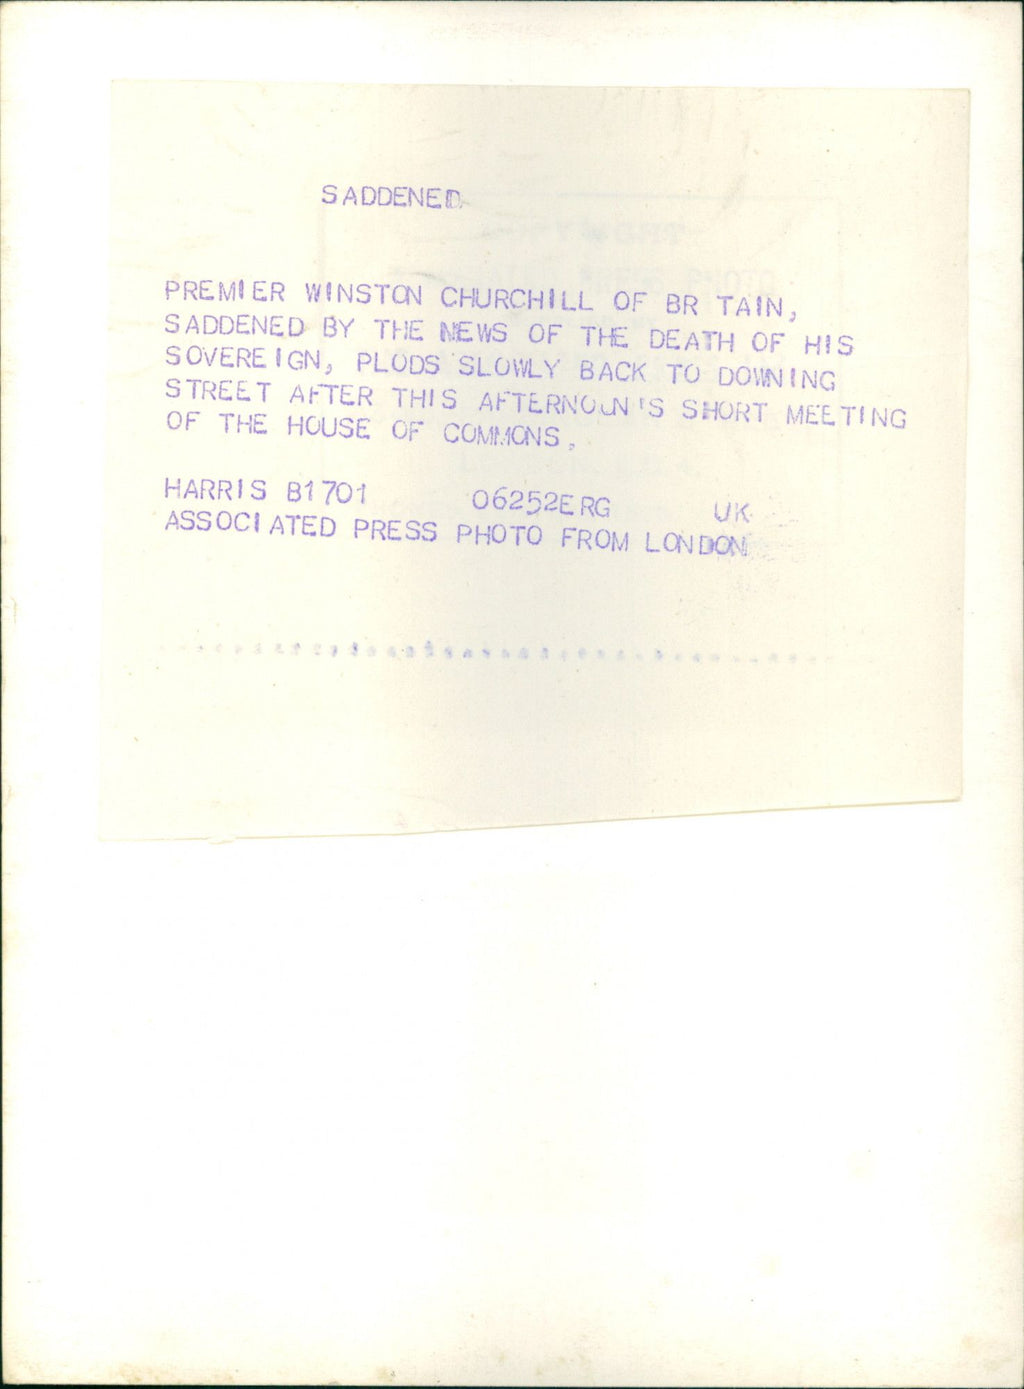 SADDENED
PREMIER WINSTON CHURCHILL OF BR TAIN,
SADDENED BY THE NEWS OF THE DEATH OF HIS
SOVEREIGN, PLODS SLOWLY BACK TO DOWNING
STREET AFTER THIS AFTERNOON'S SHORT MEETING
OF THE HOUSE OF COMMONS.
HARRIS B1701 06252ERG UK
ASSOCIATED PRESS PHOTO FROM LONDON